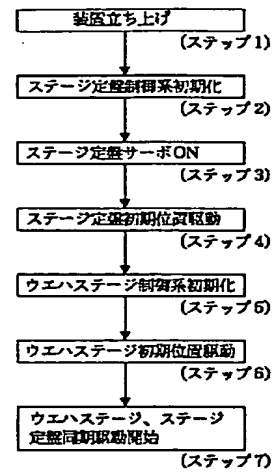 装置立ち上げ
(ステップ1)
ステージ定盤制御系初期化
(ステップ2)
ステージ定盤サーボON
(ステップ3)
ステージ定盤初期位置駆動
(ステップ4)
ウエハステージ制御系初期化
(ステップ5)
ウエハステージ初期位置駆動
(ステップ6)
ウエハステージ、ステージ
定盤同期駆動開始
(ステップ7)